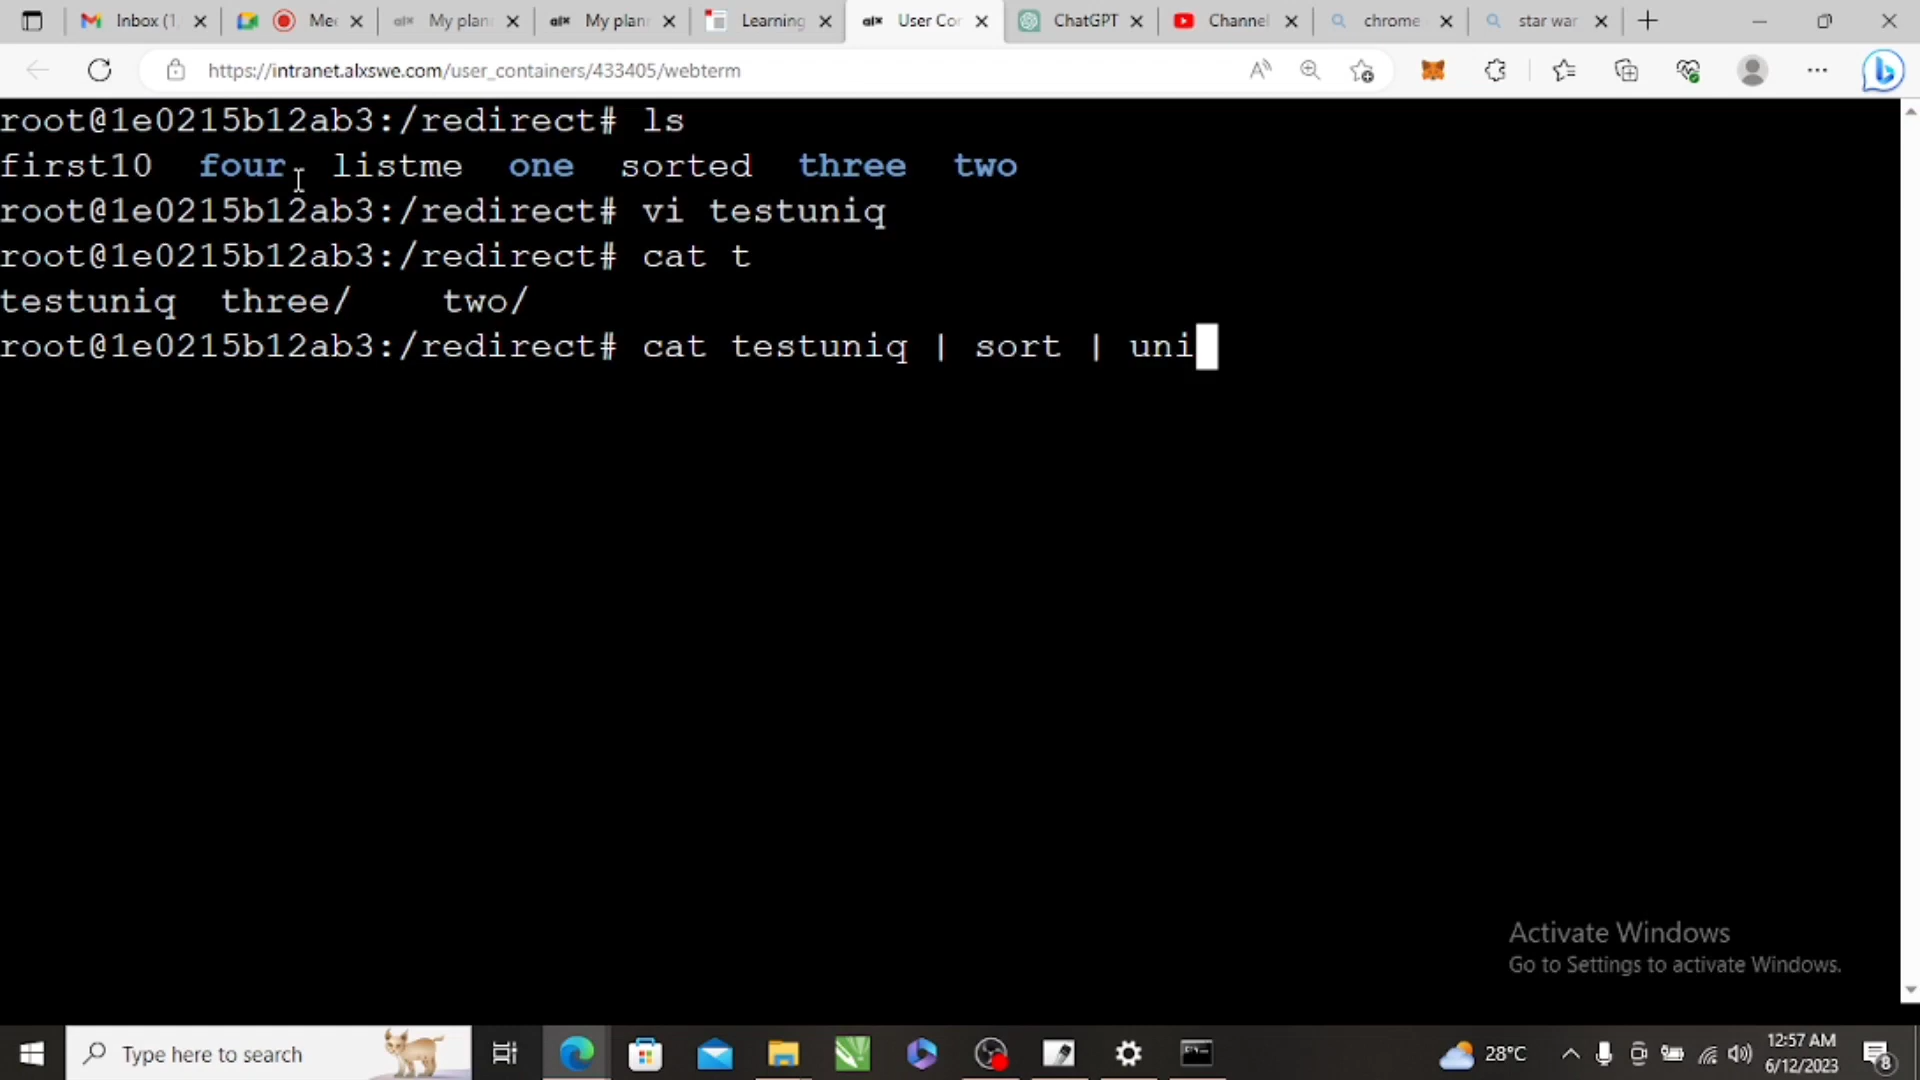 Inbox (1, Mee My plan My plan Learning User Cor ChatGPT Channel chrome star war
https://intranet.alxswe.com/user_containers/433405/webterm
root@1e0215b12ab3:/redirect# ls
first10 four listme one sorted three two
root@1e0215b12ab3:/redirect# vi testuniq
root@1e0215b12ab3:/redirect# cat t
testuniq three/ two/
root@1e0215b12ab3:/redirect# cat testuniq | sort | uni
Activate Windows
Go to Settings to activate Windows.
Type here to search
28°C
12:57 AM
6/12/2023
8